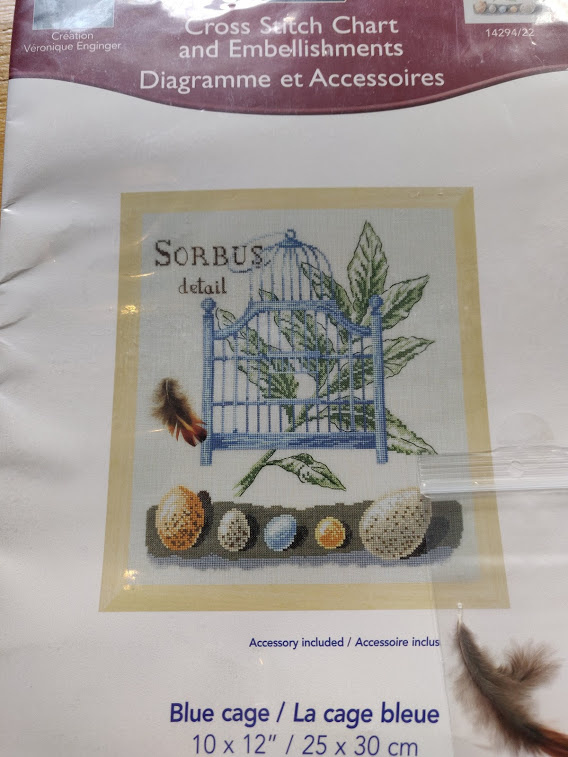 Création
Véronique Enginger
Cross Stitch Chart
and Embellishments
Diagramme et Accessoires
14294/22
SORBUS
detail
Accessory included / Accessoire inclus
Blue cage / La cage bleue
10 x 12" / 25 x 30 cm